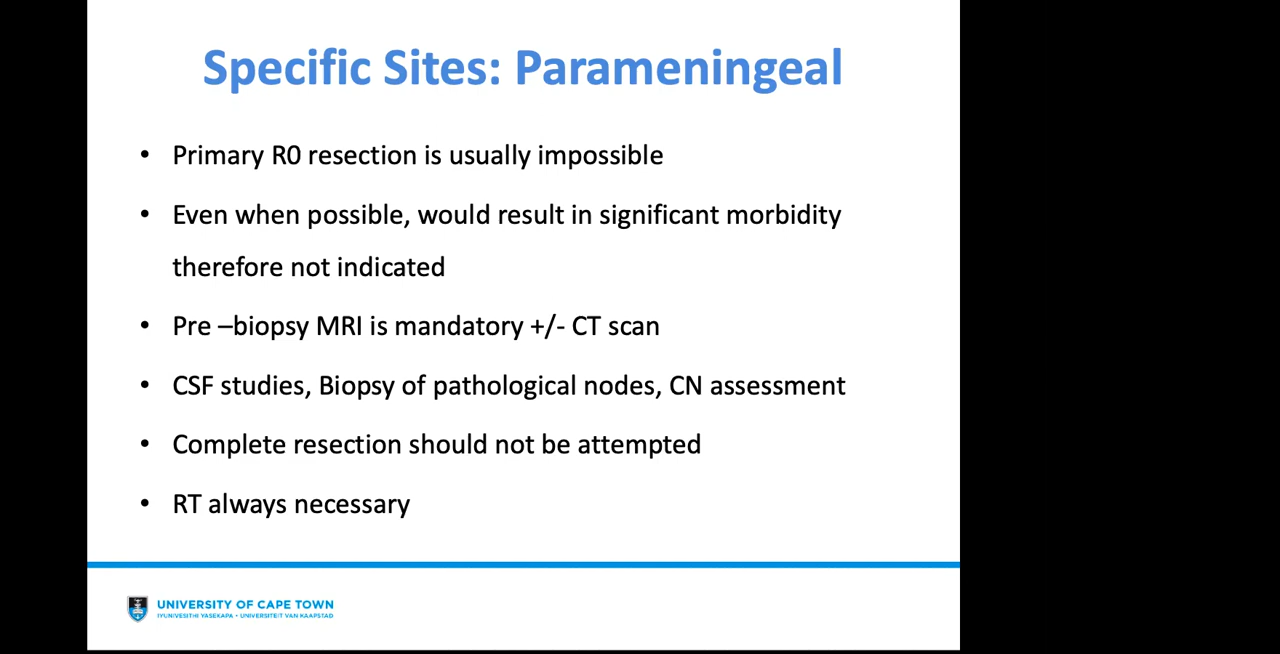 Specific Sites: Parameningeal
• Primary R0 resection is usually impossible
• Even when possible, would result in significant morbidity
therefore not indicated
• Pre –biopsy MRI is mandatory +/- CT scan
• CSF studies, Biopsy of pathological nodes, CN assessment
• Complete resection should not be attempted
• RT always necessary
UNIVERSITY OF CAPE TOWN
IYUNIVESITHI YASEKAPA • UNIVERSITEIT VAN KAAPSTAD